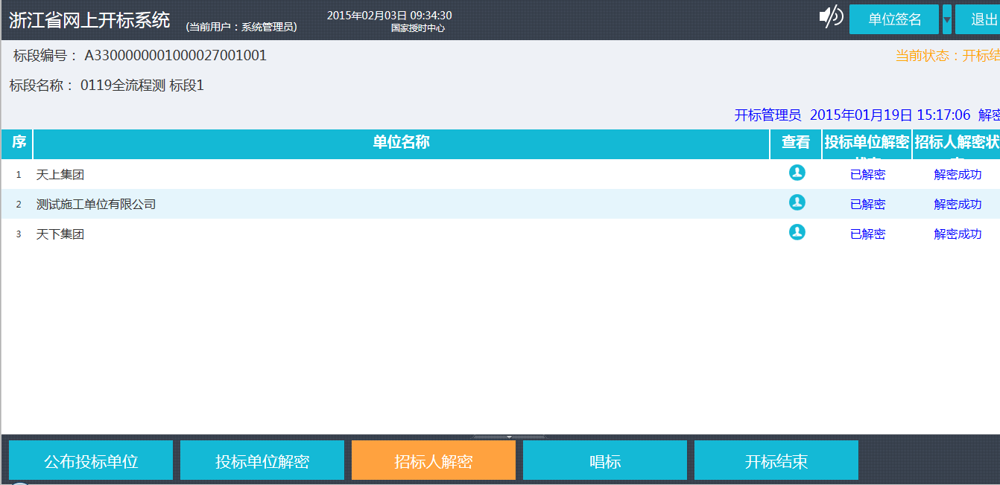 浙江省网上开标系统 (当前用户：系统管理员) 2015年02月03日 09:34:30
国家授时中心
单位签名 退出
标段编号： A3300000001000027001001 当前状态：开标结
标段名称： 0119全流程测 标段1
开标管理员 2015年01月19日 15:17:06 解密
序 单位名称 查看 投标单位解密 招标人解密状
1 天上集团 已解密 解密成功
2 测试施工单位有限公司 已解密 解密成功
3 天下集团 已解密 解密成功
公布投标单位 投标单位解密 招标人解密 唱标 开标结束